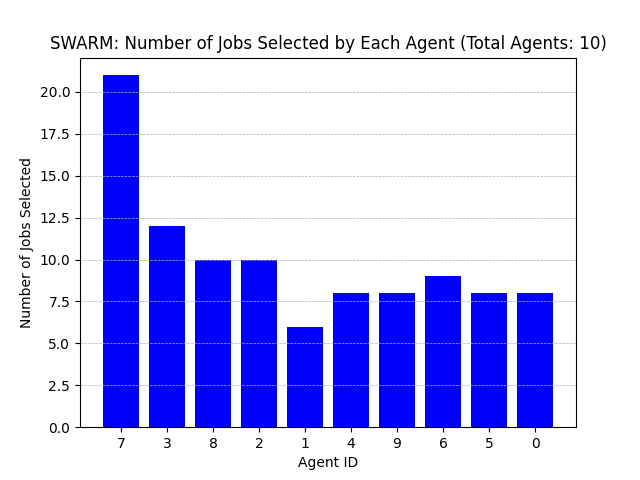 SWARM: Number of Jobs Selected by Each Agent (Total Agents: 10)
Number of Jobs Selected
20.0
17.5
15.0
12.5
10.0
7.5
5.0
2.5
0.0
7 3 8 2 1 4 9 6 5 0
Agent ID